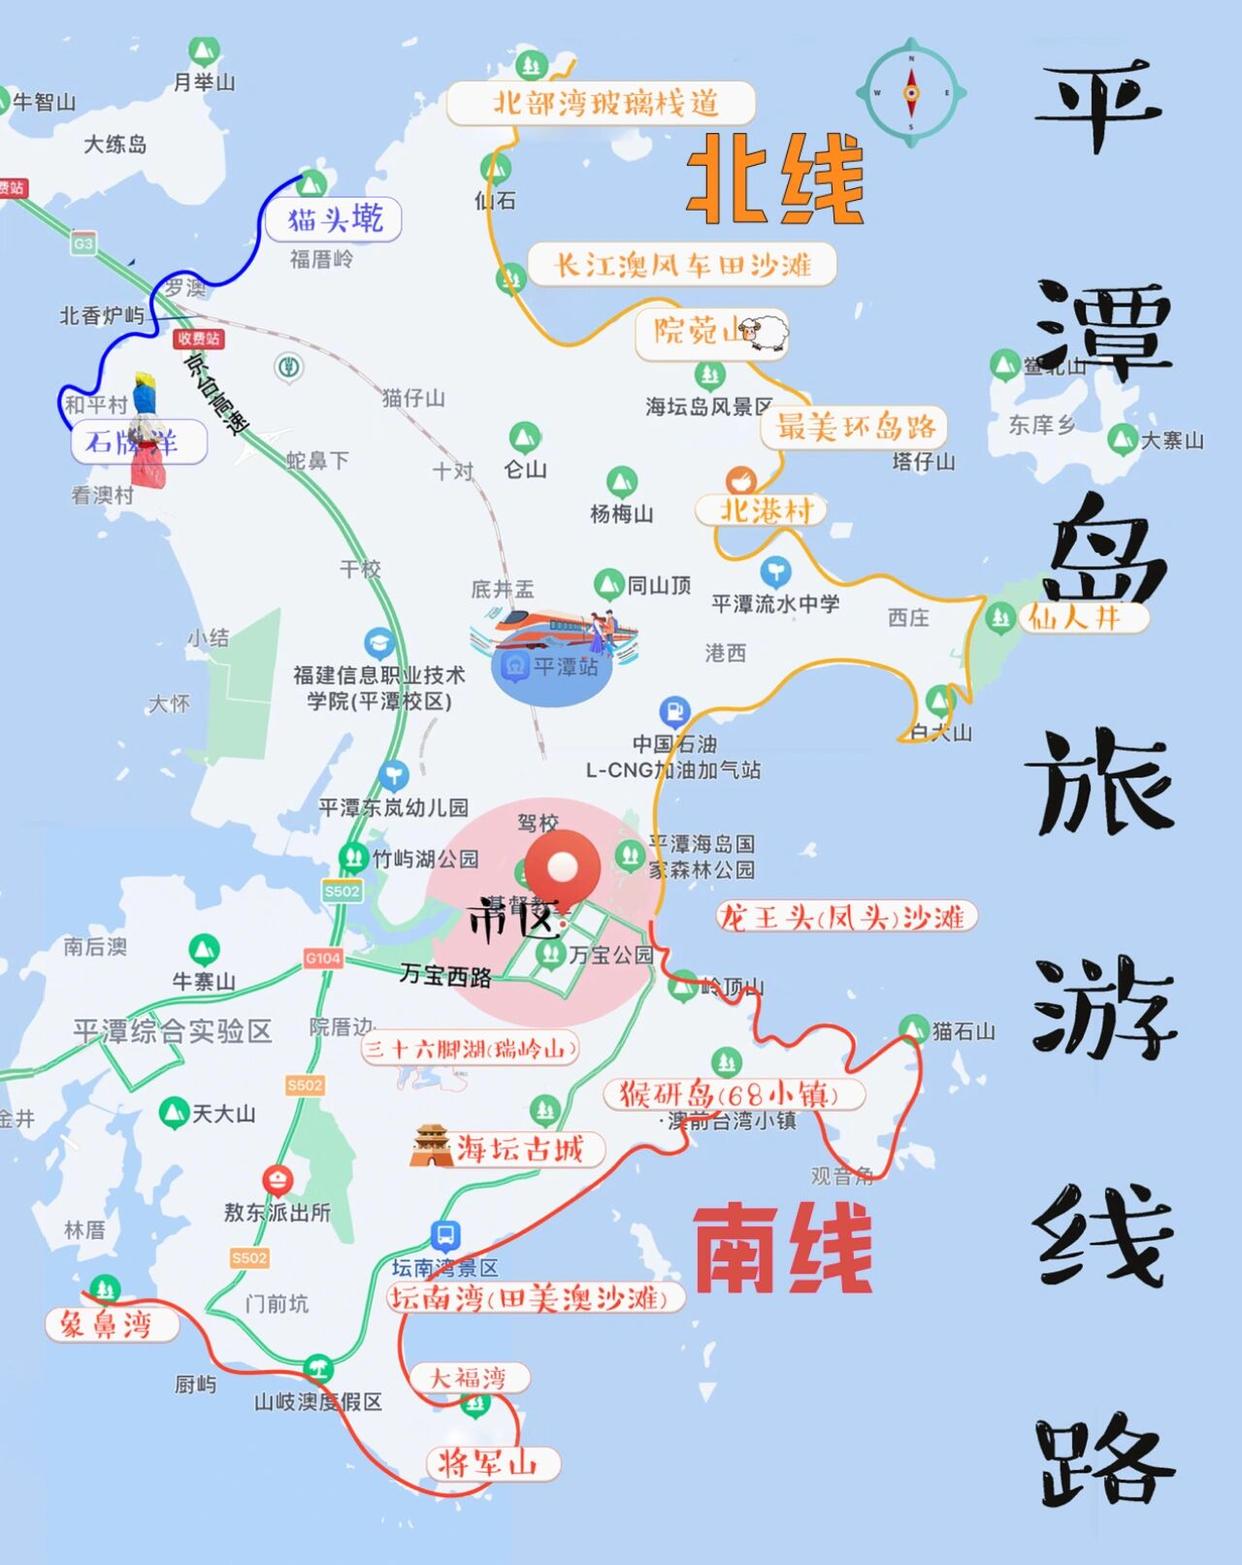 平潭岛旅游线路
N
W
E
S
月举山
牛智山
大练岛
费站
G3
北部湾玻璃栈道
北线
仙石
猫头墘
福厝岭
罗澳
北香炉屿
收费站
京台高速
长江澳风车田沙滩
院菀山
海坛岛风景区
最美环岛路
塔仔山
东庠乡
大寨山
和平村
石牌洋
看澳村
猫仔山
蛇鼻下
十对
仑山
杨梅山
北港村
干校
底井盂
同山顶
平潭流水中学
西庄
仙人井
港西
小结
大怀
福建信息职业技术
学院(平潭校区)
平潭站
白犬山
中国石油
L-CNG加油加气站
平潭东岚幼儿园
驾校
竹屿湖公园
S502
平潭海岛国
家森林公园
市区
龙王头(凤头)沙滩
万宝公园
万宝西路
G104
南后澳
牛寨山
岭顶山
猫石山
平潭综合实验区
院厝边
三十六脚湖(瑞岭山)
S502
金井
天大山
猴研岛(68小镇)
澳前台湾小镇
海坛古城
观音角
敖东派出所
林厝
南线
S502
坛南湾景区
坛南湾(田美澳沙滩)
象鼻湾
门前坑
厨屿
山岐澳度假区
大福湾
将军山